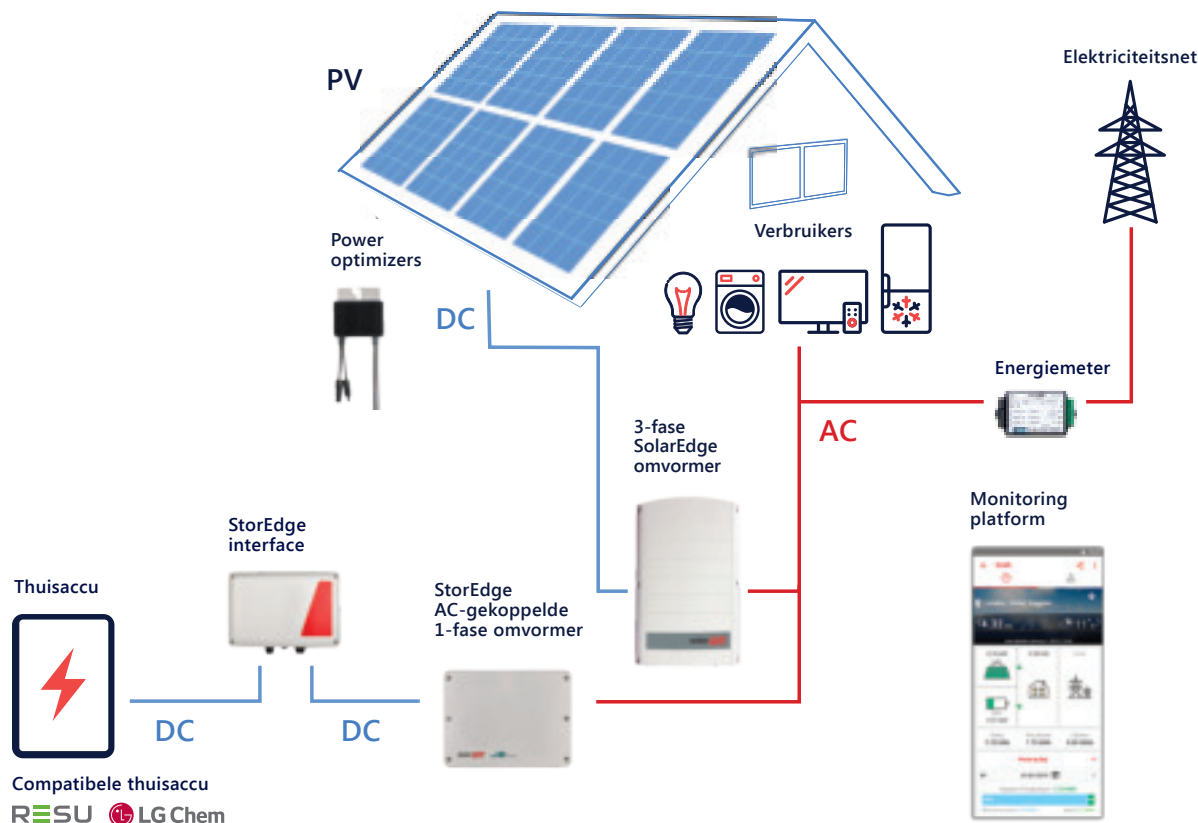 PV
Elektriciteitsnet
Power
optimizers
Verbruikers
DC
Energiemeter
AC
3-fase
SolarEdge
omvormer
Monitoring
platform
StorEdge
interface
Thuisaccu
StorEdge
AC-gekoppelde
1-fase omvormer
DC
DC
Compatibele thuisaccu
RESU LG Chem